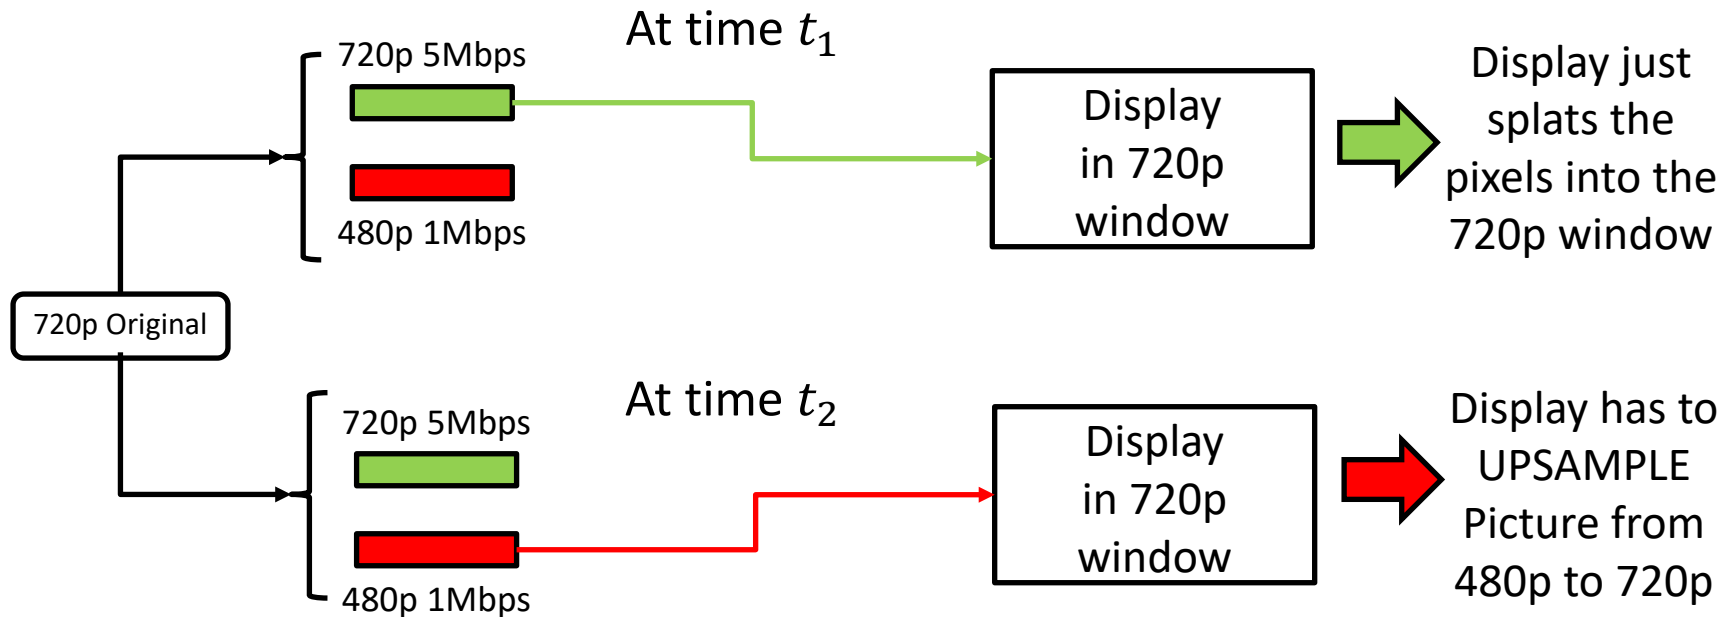 At time t₁
720p 5Mbps
480p 1Mbps
Display
in 720p
window
Display just
splats the
pixels into the
720p window
720p Original
At time t₂
720p 5Mbps
480p 1Mbps
Display
in 720p
window
Display has to
UPSAMPLE
Picture from
480p to 720p